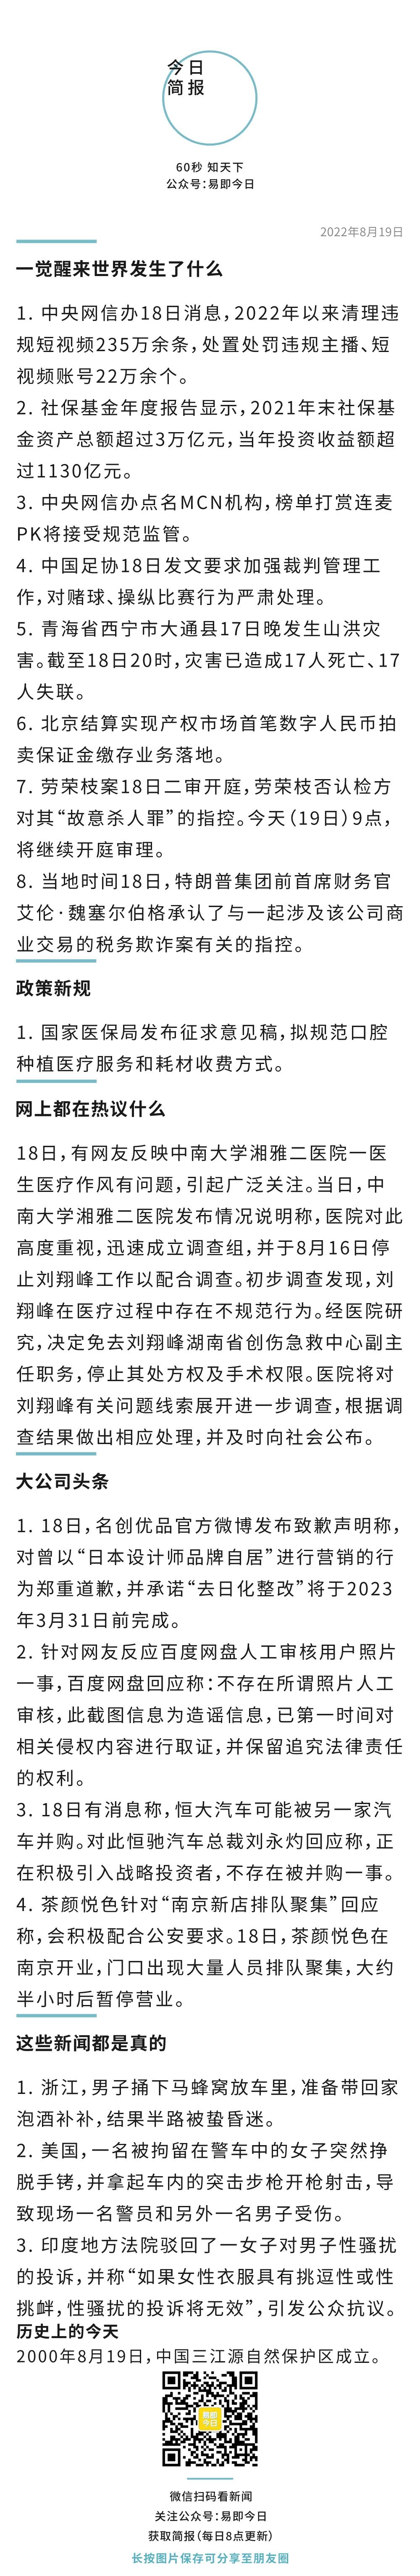 今日
简报
60秒 知天下
公众号：易即今日
2022年8月19日
一觉醒来世界发生了什么
1. 中央网信办18日消息，2022年以来清理违
规短视频235万余条，处置处罚违规主播、短
视频账号22万余个。
2. 社保基金年度报告显示，2021年末社保基
金资产总额超过3万亿元，当年投资收益额超
过1130亿元。
3. 中央网信办点名MCN机构，榜单打赏连麦
PK将接受规范监管。
4. 中国足协18日发文要求加强裁判管理工
作，对赌球、操纵比赛行为严肃处理。
5. 青海省西宁市大通县17日晚发生山洪灾
害。截至18日20时，灾害已造成17人死亡、17
人失联。
6. 北京结算实现产权市场首笔数字人民币拍
卖保证金缴存业务落地。
7. 劳荣枝案18日二审开庭，劳荣枝否认检方
对其“故意杀人罪”的指控。今天（19日）9点，
将继续开庭审理。
8. 当地时间18日，特朗普集团前首席财务官
艾伦·魏塞尔伯格承认了与一起涉及该公司商
业交易的税务欺诈案有关的指控。
政策新规
1. 国家医保局发布征求意见稿，拟规范口腔
种植医疗服务和耗材收费方式。
网上都在热议什么
18日，有网友反映中南大学湘雅二医院一医
生医疗作风有问题，引起广泛关注。当日，中
南大学湘雅二医院发布情况说明称，医院对此
高度重视，迅速成立调查组，并于8月16日停
止刘翔峰工作以配合调查。初步调查发现，刘
翔峰在医疗过程中存在不规范行为。经医院研
究，决定免去刘翔峰湖南省创伤急救中心副主
任职务，停止其处方权及手术权限。医院将对
刘翔峰有关问题线索展开进一步调查，根据调
查结果做出相应处理，并及时向社会公布。
大公司头条
1. 18日，名创优品官方微博发布致歉声明称，
对曾以“日本设计师品牌自居”进行营销的行
为郑重道歉，并承诺“去日化整改”将于2023
年3月31日前完成。
2. 针对网友反应百度网盘人工审核用户照片
一事，百度网盘回应称：不存在所谓照片人工
审核，此截图信息为造谣信息，已第一时间对
相关侵权内容进行取证，并保留追究法律责任
的权利。
3. 18日有消息称，恒大汽车可能被另一家汽
车并购。对此恒驰汽车总裁刘永灼回应称，正
在积极引入战略投资者，不存在被并购一事。
4. 茶颜悦色针对“南京新店排队聚集”回应
称，会积极配合公安要求。18日，茶颜悦色在
南京开业，门口出现大量人员排队聚集，大约
半小时后暂停营业。
这些新闻都是真的
1. 浙江，男子捅下马蜂窝放车里，准备带回家
泡酒补补，结果半路被蛰昏迷。
2. 美国，一名被拘留在警车中的女子突然挣
脱手铐，并拿起车内的突击步枪开枪射击，导
致现场一名警员和另外一名男子受伤。
3. 印度地方法院驳回了一女子对男子性骚扰
的投诉，并称“如果女性衣服具有挑逗性或性
挑衅，性骚扰的投诉将无效”，引发公众抗议。
历史上的今天
2000年8月19日，中国三江源自然保护区成立。
易即
今日
微信扫码看新闻
关注公众号：易即今日
获取简报（每日8点更新）
长按图片保存可分享至朋友圈